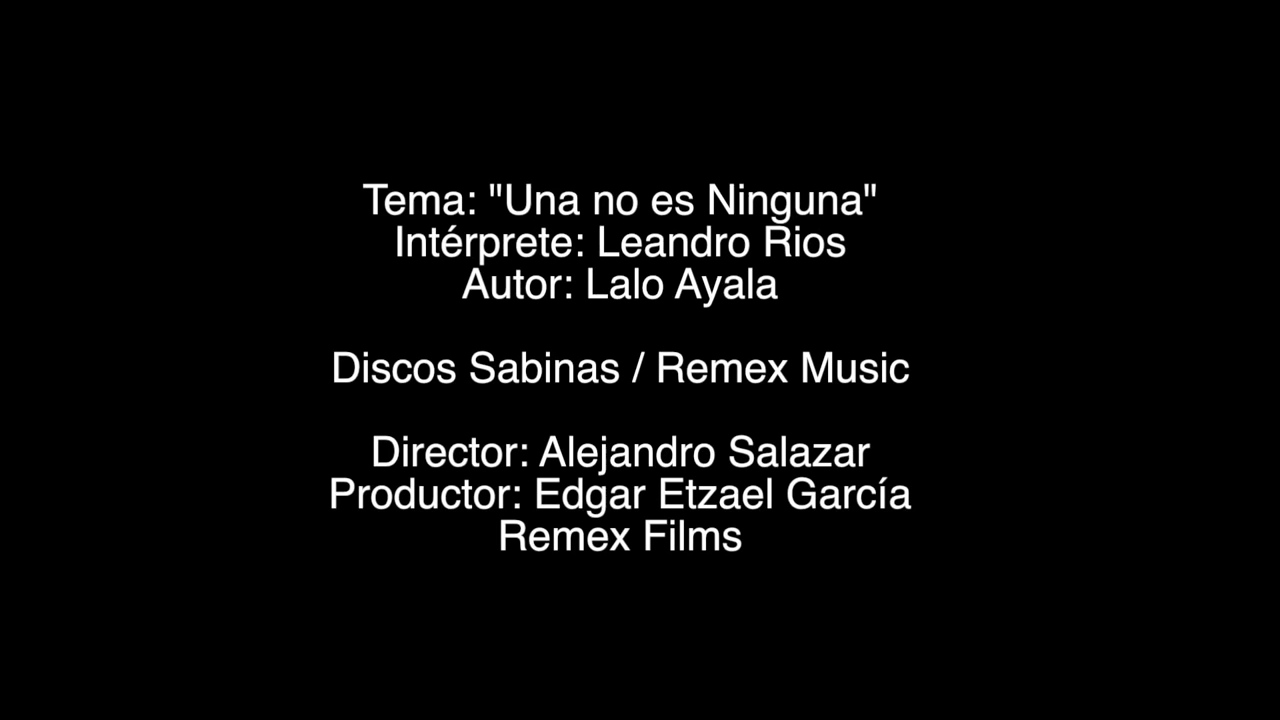 Tema: "Una no es Ninguna"
Intérprete: Leandro Rios
Autor: Lalo Ayala
Discos Sabinas / Remex Music
Director: Alejandro Salazar
Productor: Edgar Etzael García
Remex Films